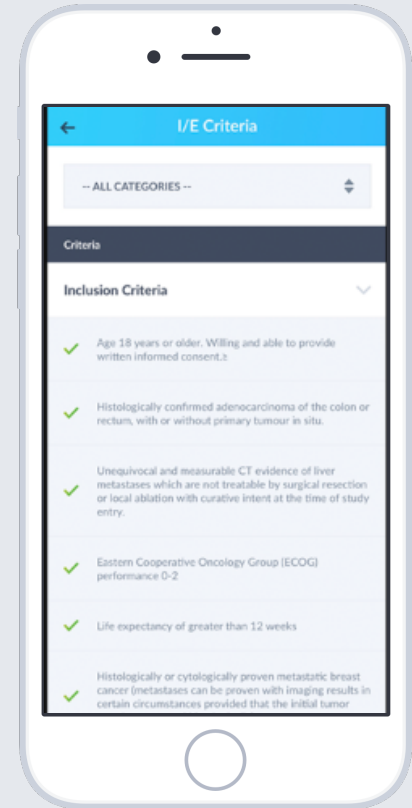 I/E Criteria
-- ALL CATEGORIES --
Criteria
Inclusion Criteria
Age 18 years or older. Willing and able to provide
written informed consent.±
Histologically confirmed adenocarcinoma of the colon or
rectum, with or without primary tumour in situ.
Unequivocal and measurable CT evidence of liver
metastases which are not treatable by surgical resection
or local ablation with curative intent at the time of study
entry.
Eastern Cooperative Oncology Group (ECOG)
performance 0-2
Life expectancy of greater than 12 weeks
Histologically or cytologically proven metastatic breast
cancer (metastases can be proven with imaging results in
certain circumstances provided that the initial tumor